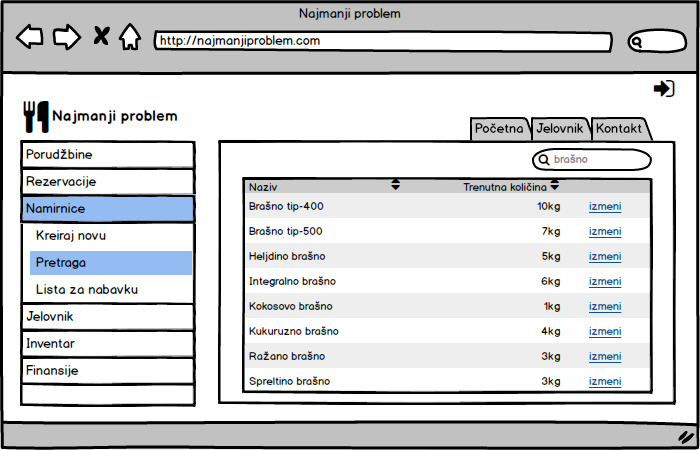 Najmanji problem
http://najmanjiproblem.com
Najmanji problem
Početna Jelovnik Kontakt
Porudžbine
Rezervacije
Namirnice
Kreiraj novu
Pretraga
Lista za nabavku
Jelovnik
Inventar
Finansije
brašno
Naziv Trenutna količina
Brašno tip-400 10kg izmeni
Brašno tip-500 7kg izmeni
Heljdino brašno 5kg izmeni
Integralno brašno 6kg izmeni
Kokosovo brašno 1kg izmeni
Kukuruzno brašno 4kg izmeni
Ražano brašno 3kg izmeni
Spreltino brašno 3kg izmeni